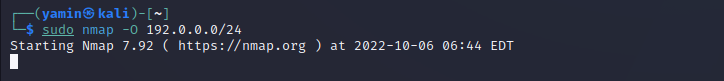 ┌──(yamin㉿kali)-[~]
└─$ sudo nmap -O 192.0.0.0/24
Starting Nmap 7.92 ( https://nmap.org ) at 2022-10-06 06:44 EDT